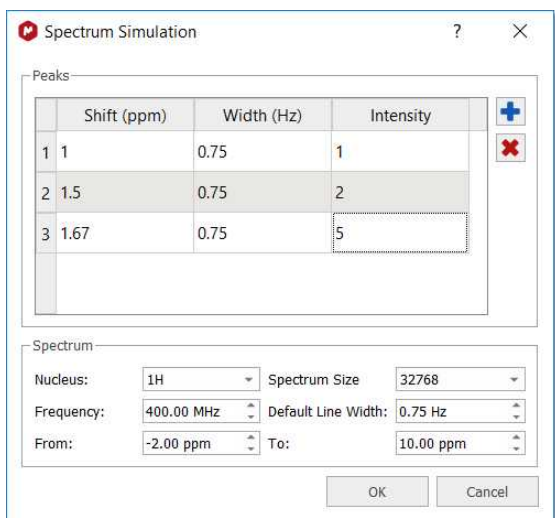 Spectrum Simulation ?
Peaks
Shift (ppm) Width (Hz) Intensity
1 1 0.75 1
2 1.5 0.75 2
3 1.67 0.75 5
Spectrum
Nucleus: 1H Spectrum Size 32768
Frequency: 400.00 MHz Default Line Width: 0.75 Hz
From: -2.00 ppm To: 10.00 ppm
OK Cancel